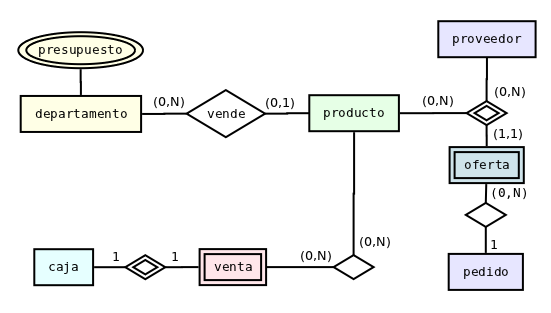 proveedor
presupuesto
(0,N)
(0,N)
(0,1)
(0,N)
departamento
vende
producto
(1,1)
oferta
(0,N)
(0,N)
1
(0,N)
1
1
caja
venta
pedido